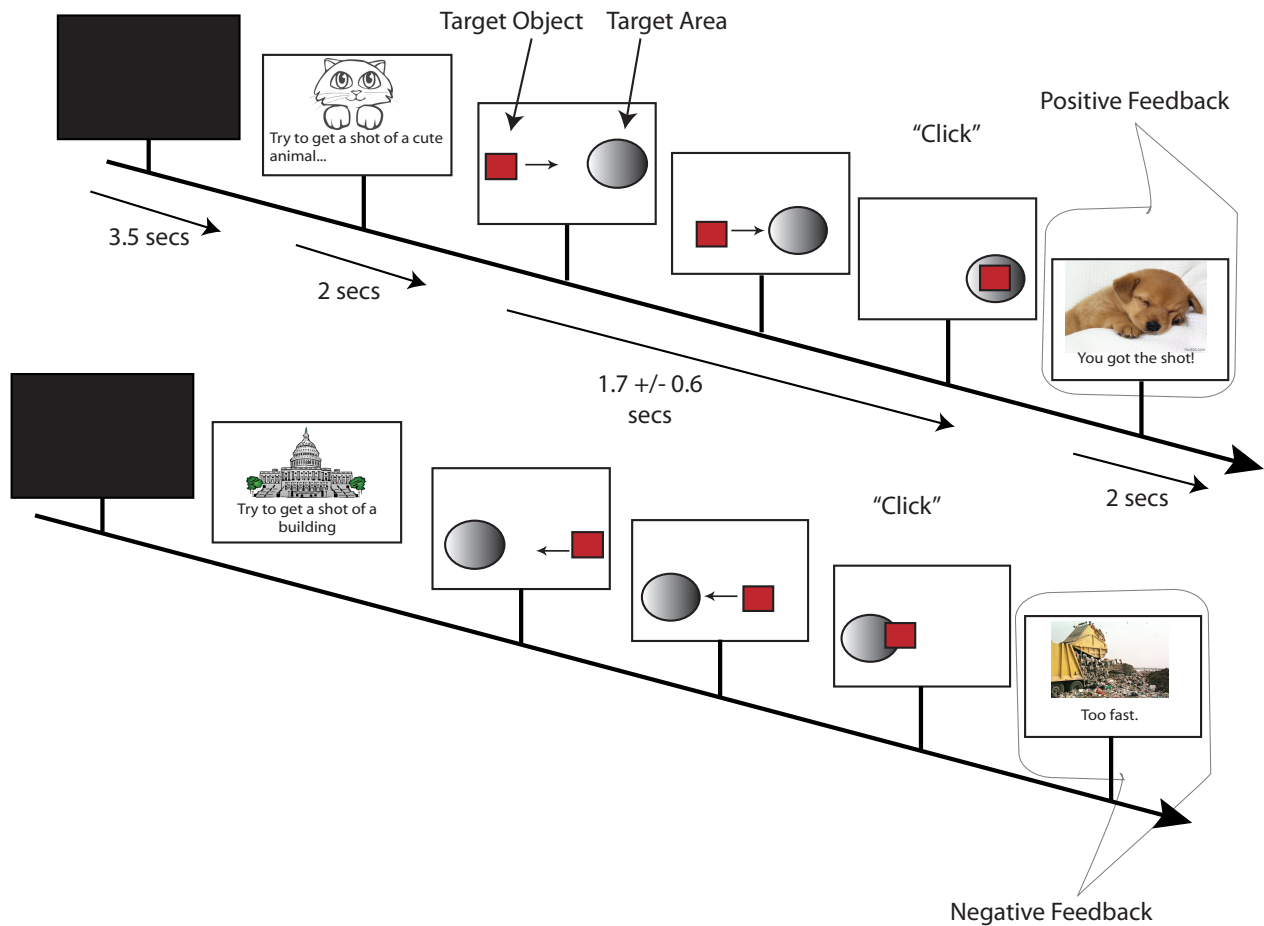 Target Object
Target Area
Positive Feedback
"Click"
Try to get a shot of a cute
animal...
3.5 secs
2 secs
1.7 +/- 0.6
secs
You got the shot!
2 secs
"Click"
Try to get a shot of a
building
Too fast.
Negative Feedback